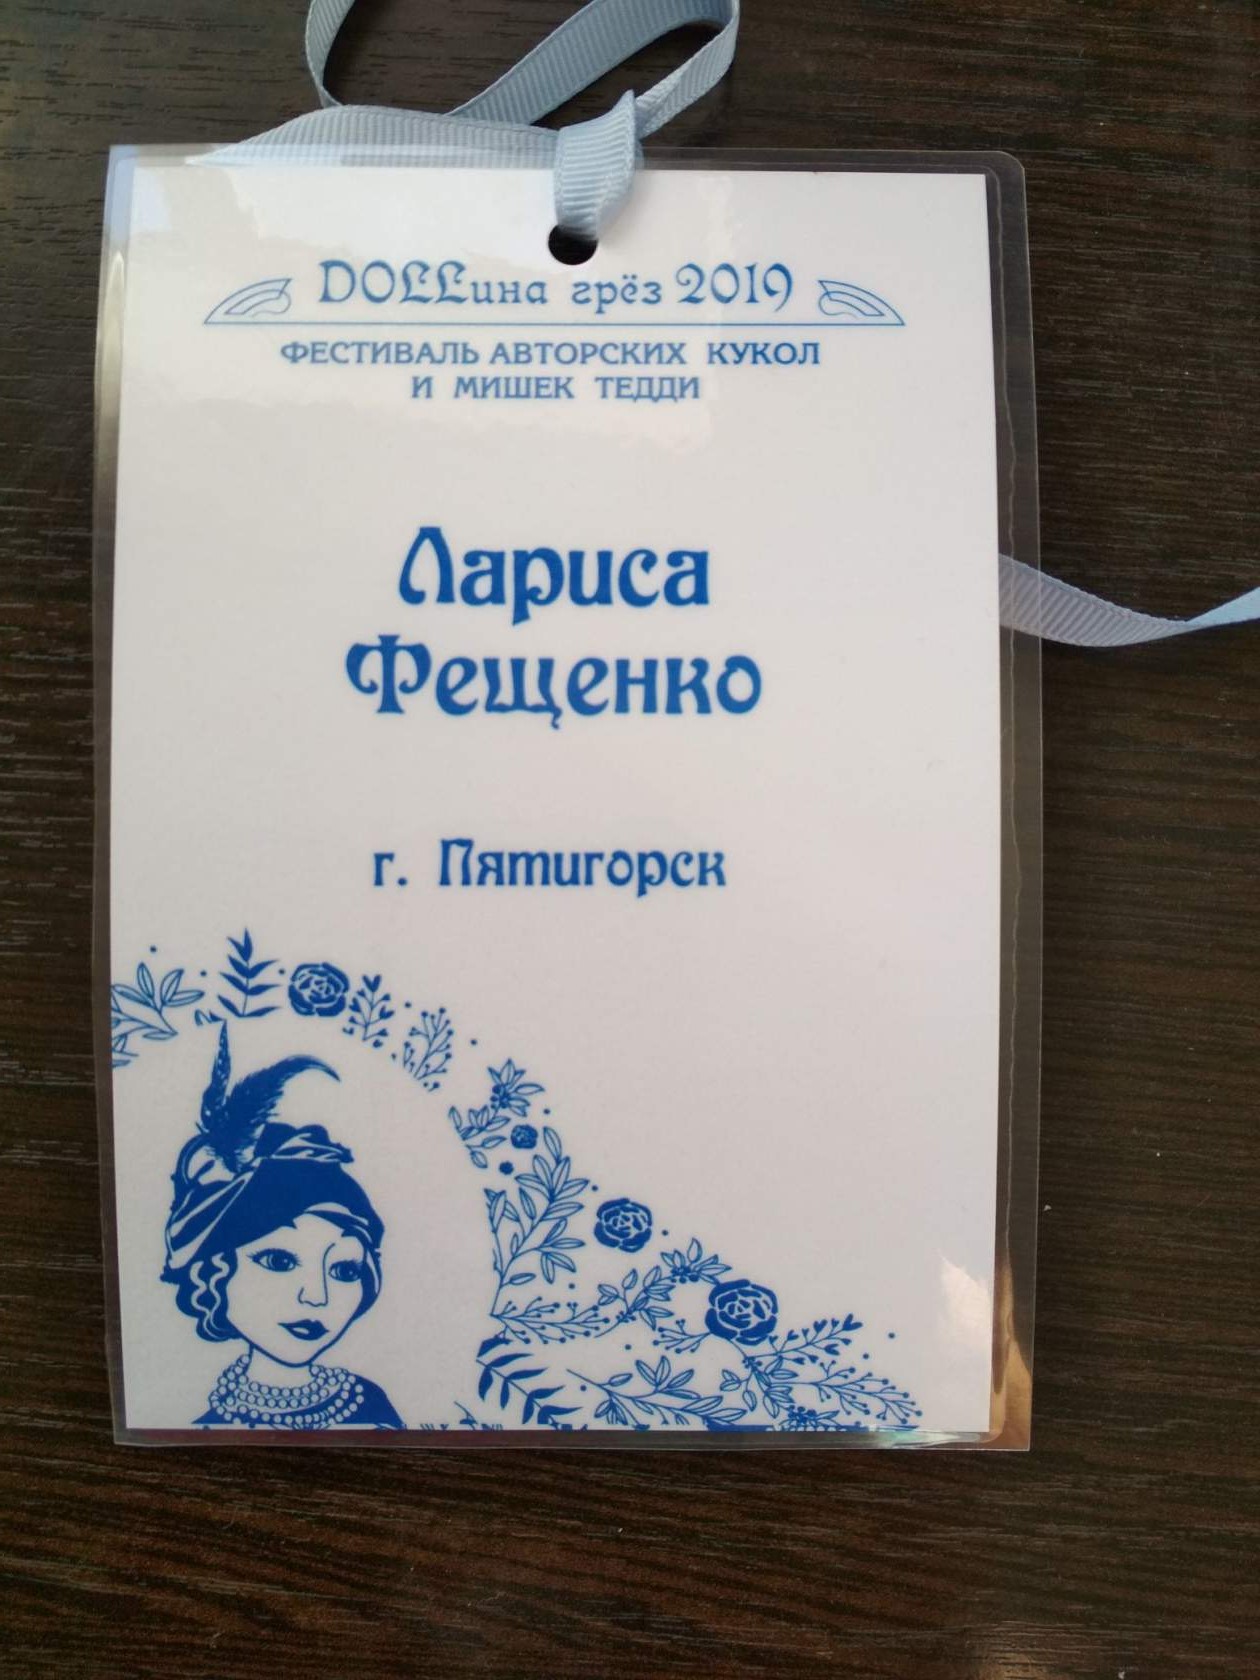 DOLLина грёз 2019
ФЕСТИВАЛЬ АВТОРСКИХ КУКОЛ
И МИШЕК ТЕДДИ
Лариса
Фещенко
г. Пятигорск